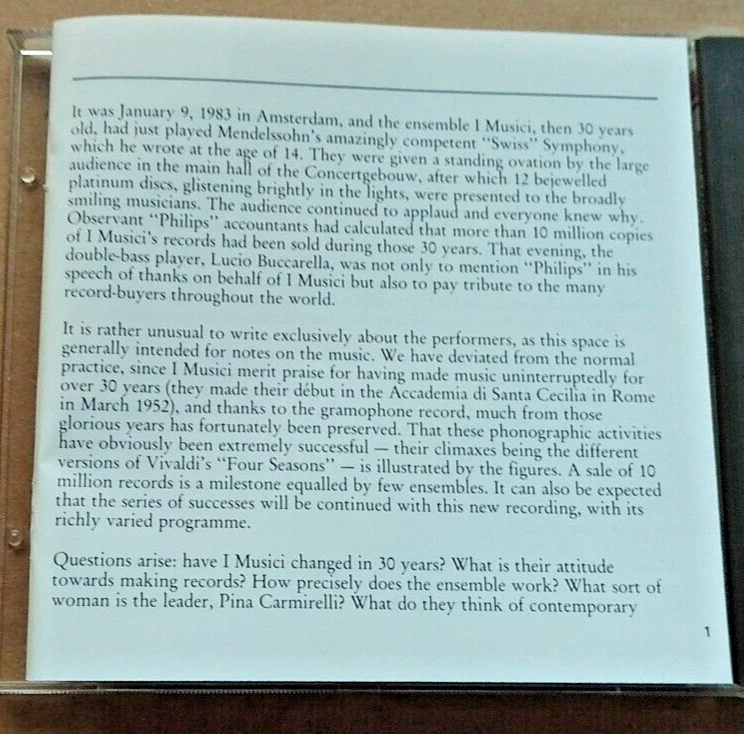 It was January 9, 1983 in Amsterdam, and the ensemble I Musici, then 30 years
old, had just played Mendelssohn's amazingly competent "Swiss" Symphony,
which he wrote at the age of 14. They were given a standing ovation by the large
audience in the main hall of the Concertgebouw, after which 12 bejewelled
platinum discs, glistening brightly in the lights, were presented to the broadly
smiling musicians. The audience continued to applaud and everyone knew why.
Observant "Philips" accountants had calculated that more than 10 million copies
of I Musici's records had been sold during those 30 years. That evening, the
double-bass player, Lucio Buccarella, was not only to mention "Philips" in his
speech of thanks on behalf of I Musici but also to pay tribute to the many
record-buyers throughout the world.
It is rather unusual to write exclusively about the performers, as this space is
generally intended for notes on the music. We have deviated from the normal
practice, since I Musici merit praise for having made music uninterruptedly for
over 30 years (they made their début in the Accademia di Santa Cecilia in Rome
in March 1952), and thanks to the gramophone record, much from those
glorious years has fortunately been preserved. That these phonographic activities
have obviously been extremely successful — their climaxes being the different
versions of Vivaldi's "Four Seasons" — is illustrated by the figures. A sale of 10
million records is a milestone equalled by few ensembles. It can also be expected
that the series of successes will be continued with this new recording, with its
richly varied programme.
Questions arise: have I Musici changed in 30 years? What is their attitude
towards making records? How precisely does the ensemble work? What sort of
woman is the leader, Pina Carmirelli? What do they think of contemporary
1